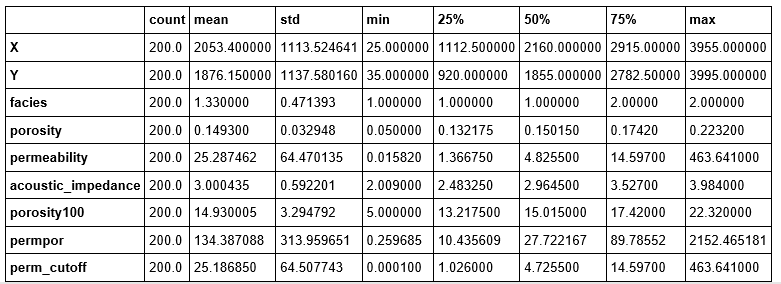 count mean std min 25% 50% 75% max
X 200.0 2053.400000 1113.524641 25.000000 1112.500000 2160.000000 2915.00000 3955.000000
Y 200.0 1876.150000 1137.580160 35.000000 920.000000 1855.000000 2782.50000 3995.000000
facies 200.0 1.330000 0.471393 1.000000 1.000000 1.000000 2.00000 2.000000
porosity 200.0 0.149300 0.032948 0.050000 0.132175 0.150150 0.17420 0.223200
permeability 200.0 25.287462 64.470135 0.015820 1.366750 4.825500 14.59700 463.641000
acoustic_impedance 200.0 3.000435 0.592201 2.009000 2.483250 2.964500 3.52700 3.984000
porosity100 200.0 14.930005 3.294792 5.000000 13.217500 15.015000 17.42000 22.320000
permpor 200.0 134.387088 313.959651 0.259685 10.435609 27.722167 89.78552 2152.465181
perm_cutoff 200.0 25.186850 64.507743 0.000100 1.026000 4.725500 14.59700 463.641000